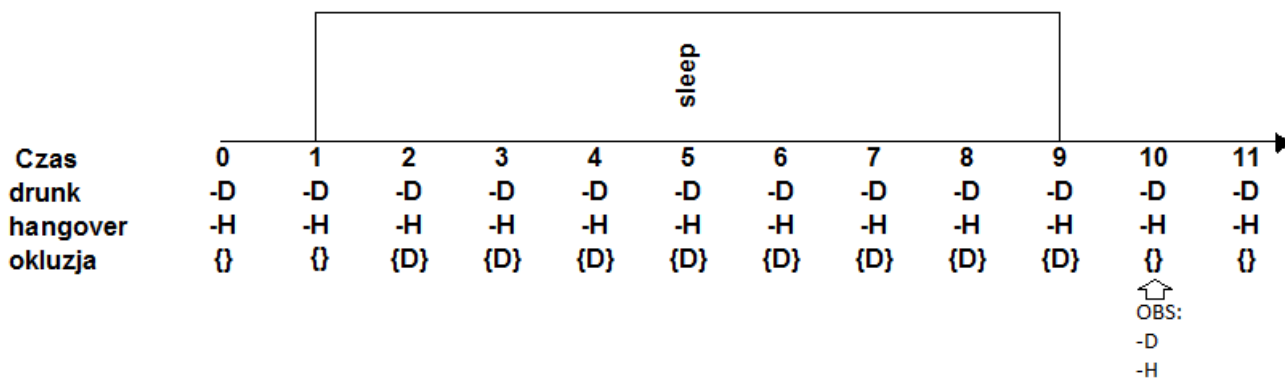 sleep
Czas 0 1 2 3 4 5 6 7 8 9 10 11
drunk -D -D -D -D -D -D -D -D -D -D -D -D
hangover -H -H -H -H -H -H -H -H -H -H -H -H
okluzja {} {} {D} {D} {D} {D} {D} {D} {D} {D} {} {}
OBS:
-D
-H